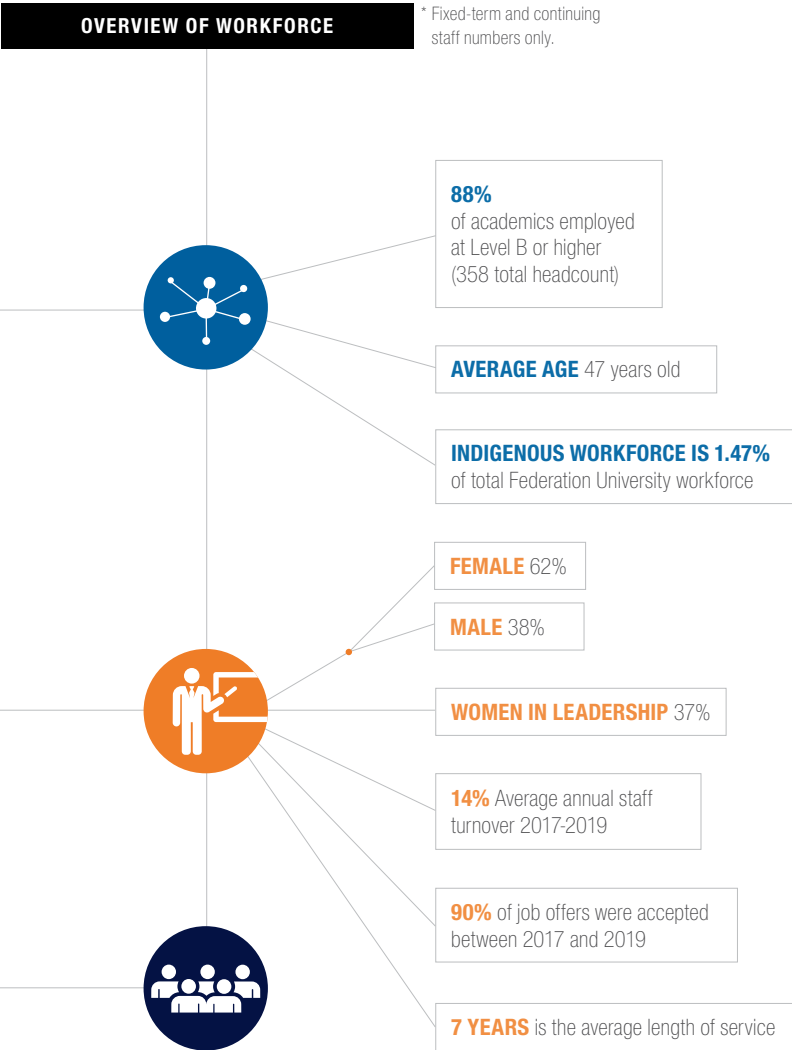 OVERVIEW OF WORKFORCE
* Fixed-term and continuing
staff numbers only.
88%
of academics employed
at Level B or higher
(358 total headcount)
AVERAGE AGE 47 years old
INDIGENOUS WORKFORCE IS 1.47%
of total Federation University workforce
FEMALE 62%
MALE 38%
WOMEN IN LEADERSHIP 37%
14% Average annual staff
turnover 2017-2019
90% of job offers were accepted
between 2017 and 2019
7 YEARS is the average length of service